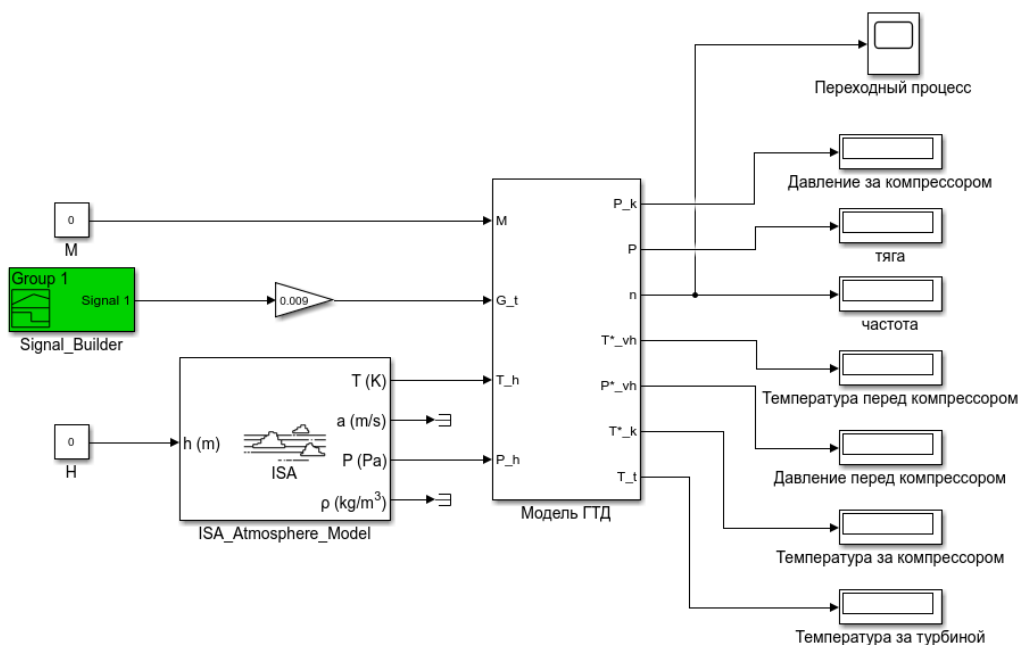 Переходный процесс
P_k
Давление за компрессором
0
M
M
P
тяга
Group 1
Signal 1
Signal_Builder
0.009
G_t
n
частота
T*_vh
Температура перед компрессором
T (K)
T_h
P*_vh
a (m/s)
0
H
h (m)
ISA
P (Pa)
P_h
T*_k
Давление перед компрессором
ρ (kg/m³)
ISA_Atmosphere_Model
T_t
Модель ГТД
Температура за компрессором
Температура за турбиной